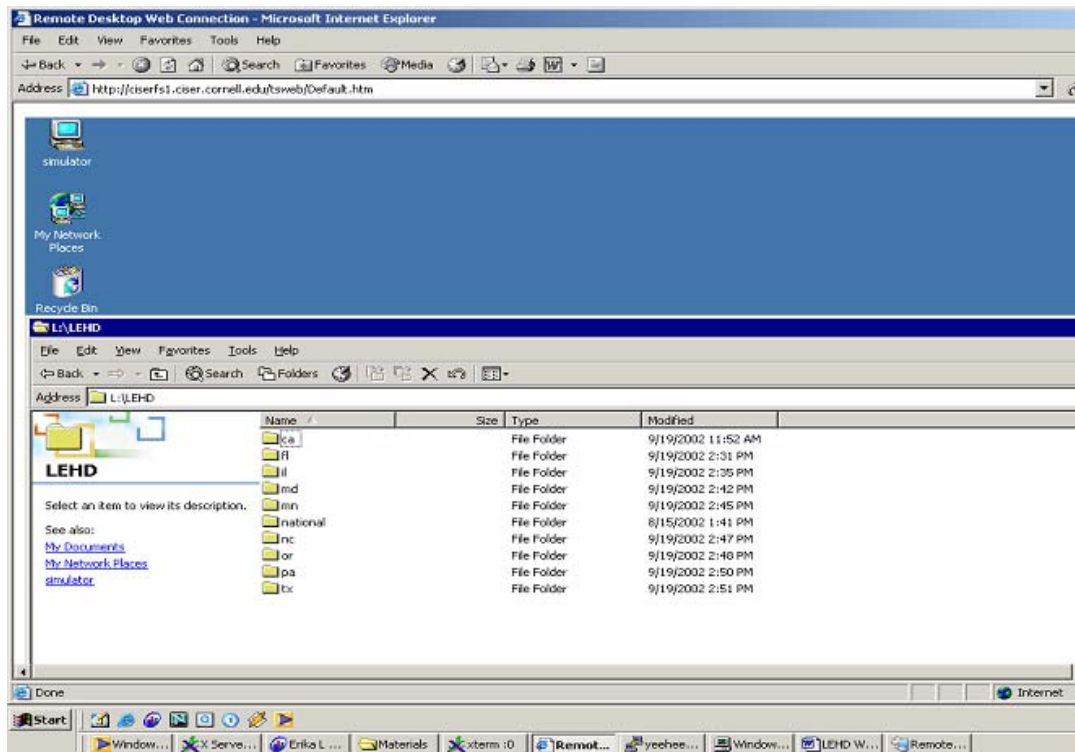 Remote Desktop Web Connection - Microsoft Internet Explorer
File Edit View Favorites Tools Help
Back Search Favorites Media
Address http://ciserfs1.ciser.cornell.edu/tsweb/Default.htm
simulator
My Network
Places
Recycle Bin
L:\LEHD
File Edit View Favorites Tools Help
Back Search Folders
Address L:\LEHD
Name Size Type Modified
ca File Folder 9/19/2002 11:52 AM
fl File Folder 9/19/2002 2:31 PM
il File Folder 9/19/2002 2:35 PM
md File Folder 9/19/2002 2:42 PM
mn File Folder 9/19/2002 2:45 PM
national File Folder 8/15/2002 1:41 PM
nc File Folder 9/19/2002 2:47 PM
or File Folder 9/19/2002 2:48 PM
pa File Folder 9/19/2002 2:50 PM
tx File Folder 9/19/2002 2:51 PM
LEHD
Select an item to view its description.
See also:
My Documents
My Network Places
simulator
Done Internet
Start
Window... X Serve... Erika L ... Materials xterm :0 Remot... yeehee... Window... LEHD W... Remote...